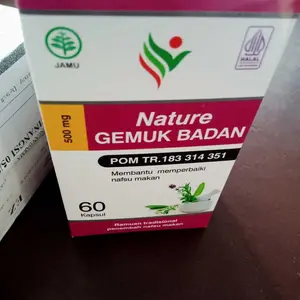 JAMU
HALAL
500 mg
Nature
GEMUK BADAN
POM TR.183 314 351
Membantu memperbaiki
nafsu makan
60
Kapsul
Ramuan tradisional
penambah nafsu makan